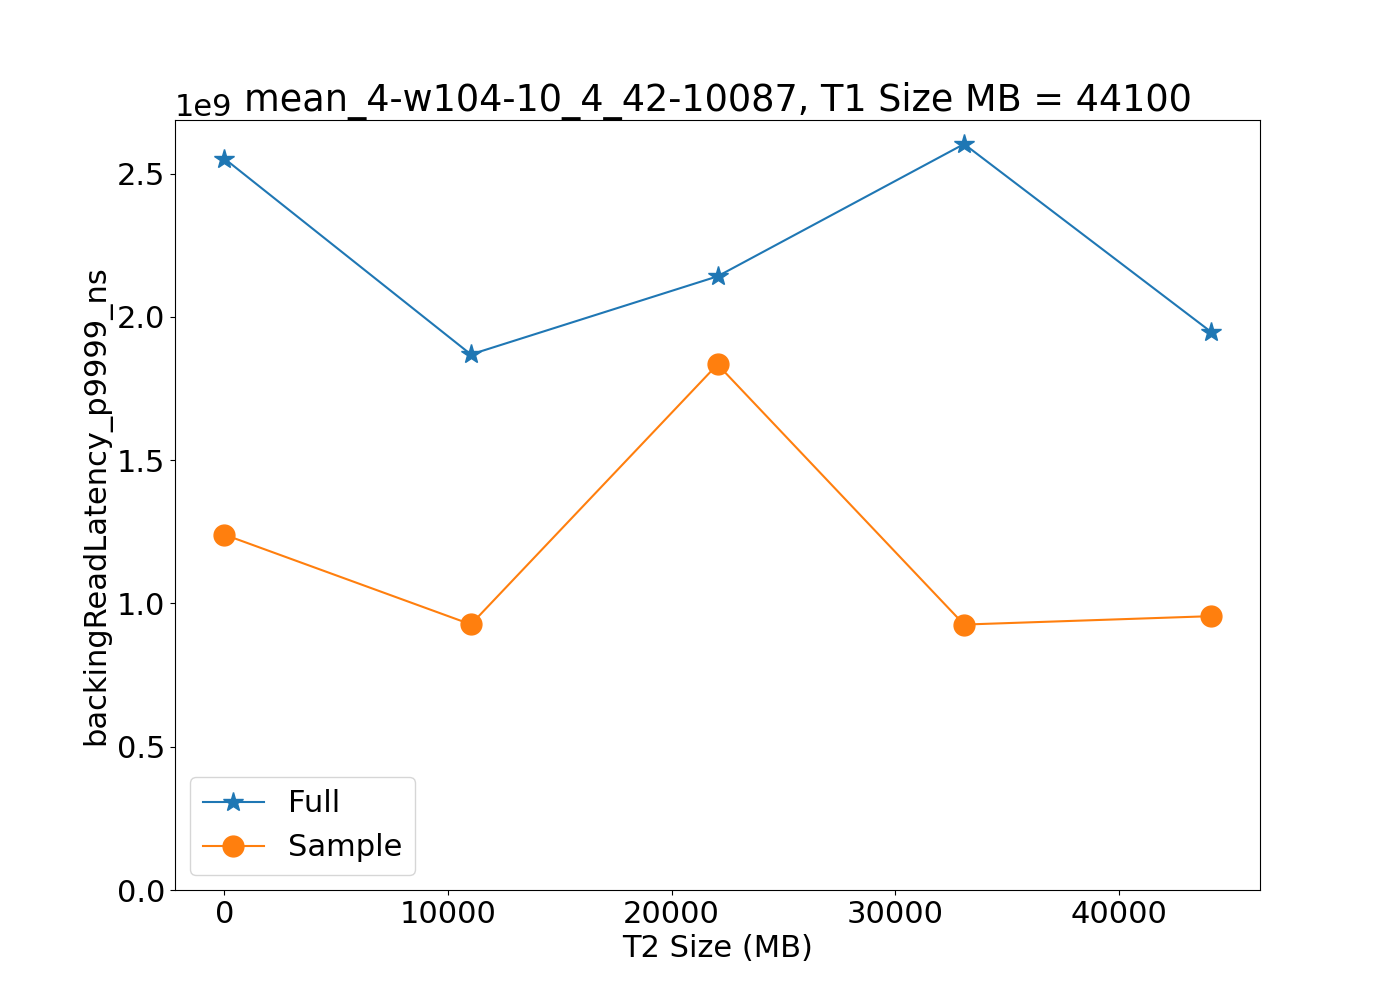 1e9
mean_4-w104-10_4_42-10087, T1 Size MB = 44100
backingReadLatency_p9999_ns
2.5
2.0
1.5
1.0
0.5
0.0
Full
Sample
0 10000 20000 30000 40000
T2 Size (MB)